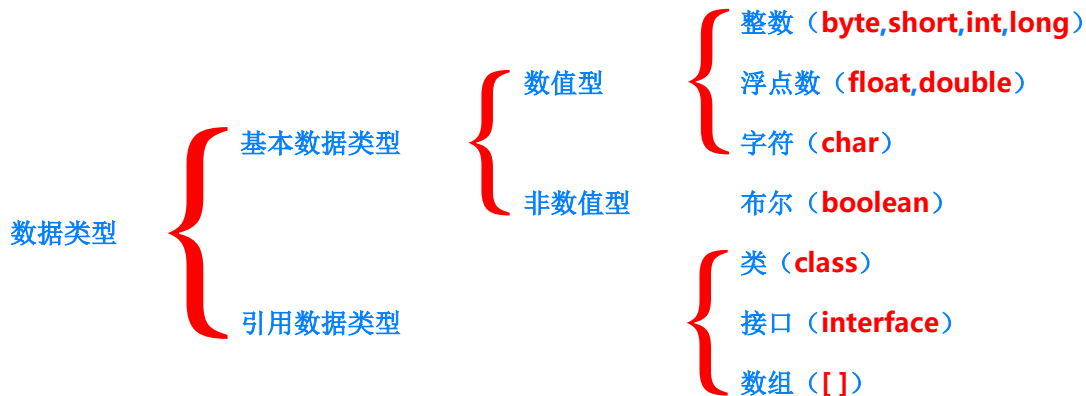 整数（byte,short,int,long）
数值型
浮点数（float,double）
基本数据类型
字符（char）
非数值型
布尔（boolean）
数据类型
类（class）
引用数据类型
接口（interface）
数组（[ ]）